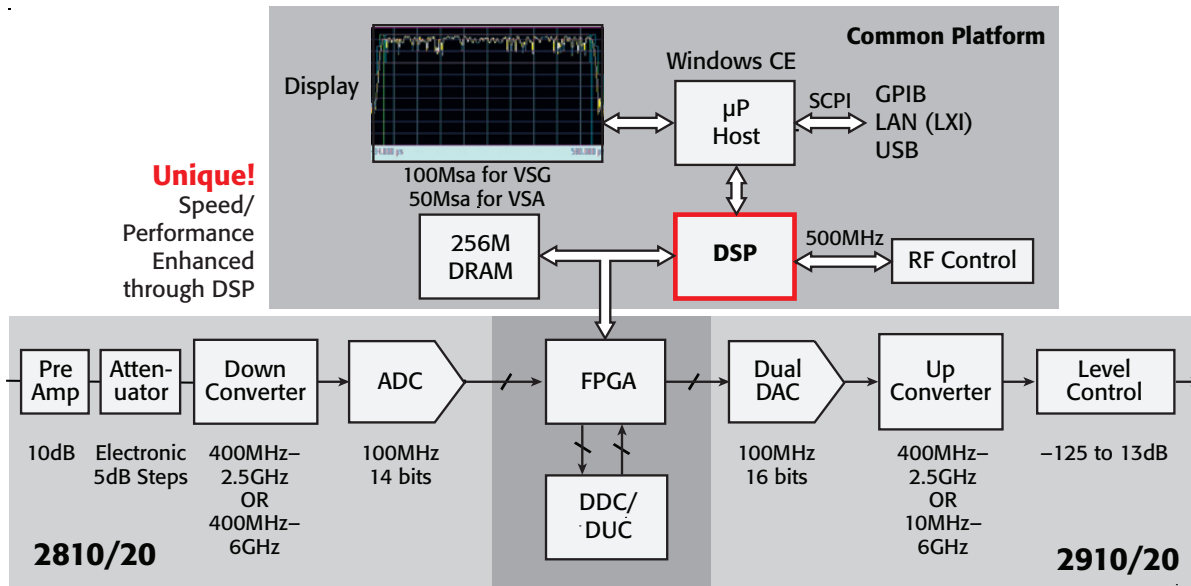 Common Platform
Display
Windows CE
µP
Host
SCPI
GPIB
LAN (LXI)
USB
100Msa for VSG
50Msa for VSA
Unique!
Speed/
Performance
Enhanced
through DSP
256M
DRAM
DSP
500MHz
RF Control
Pre
Amp
Atten-
uator
Down
Converter
ADC
FPGA
Dual
DAC
Up
Converter
Level
Control
10dB
Electronic
5dB Steps
400MHz–
2.5GHz
OR
400MHz–
6GHz
100MHz
14 bits
DDC/
DUC
100MHz
16 bits
400MHz–
2.5GHz
OR
10MHz–
6GHz
–125 to 13dB
2810/20
2910/20